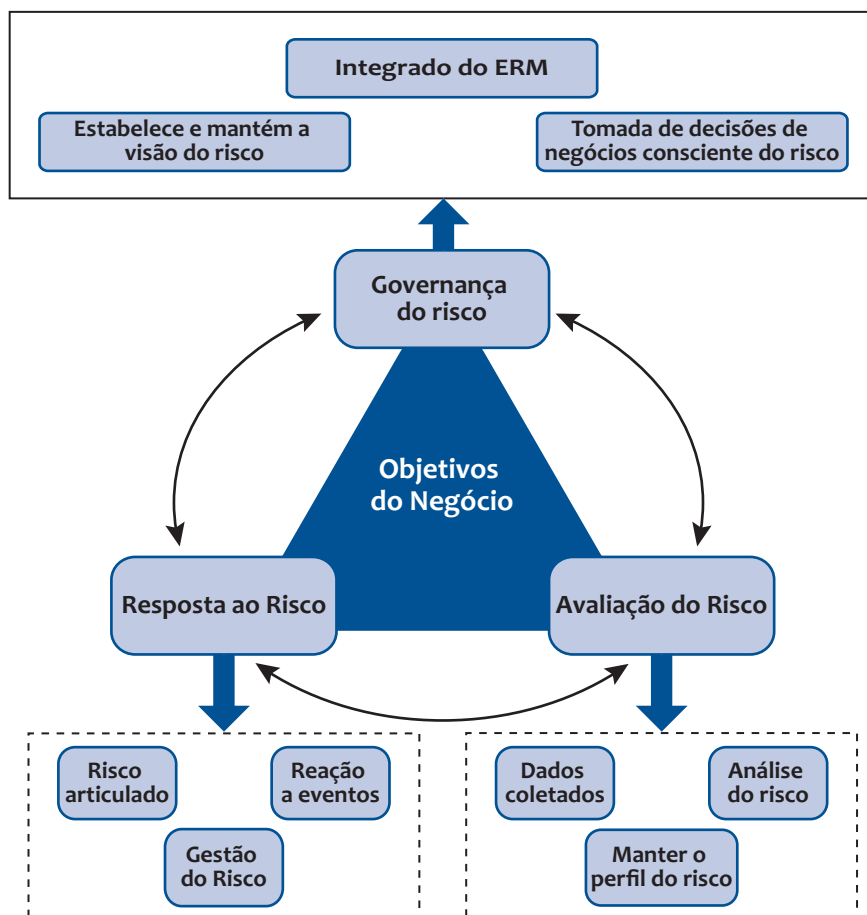 Integrado do ERM
Estabelece e mantém a
visão do risco
Tomada de decisões de
negócios consciente do risco
Governança
do risco
Objetivos
do Negócio
Resposta ao Risco
Avaliação do Risco
Risco
articulado
Reação
a eventos
Gestão
do Risco
Dados
coletados
Análise
do risco
Manter o
perfil do risco